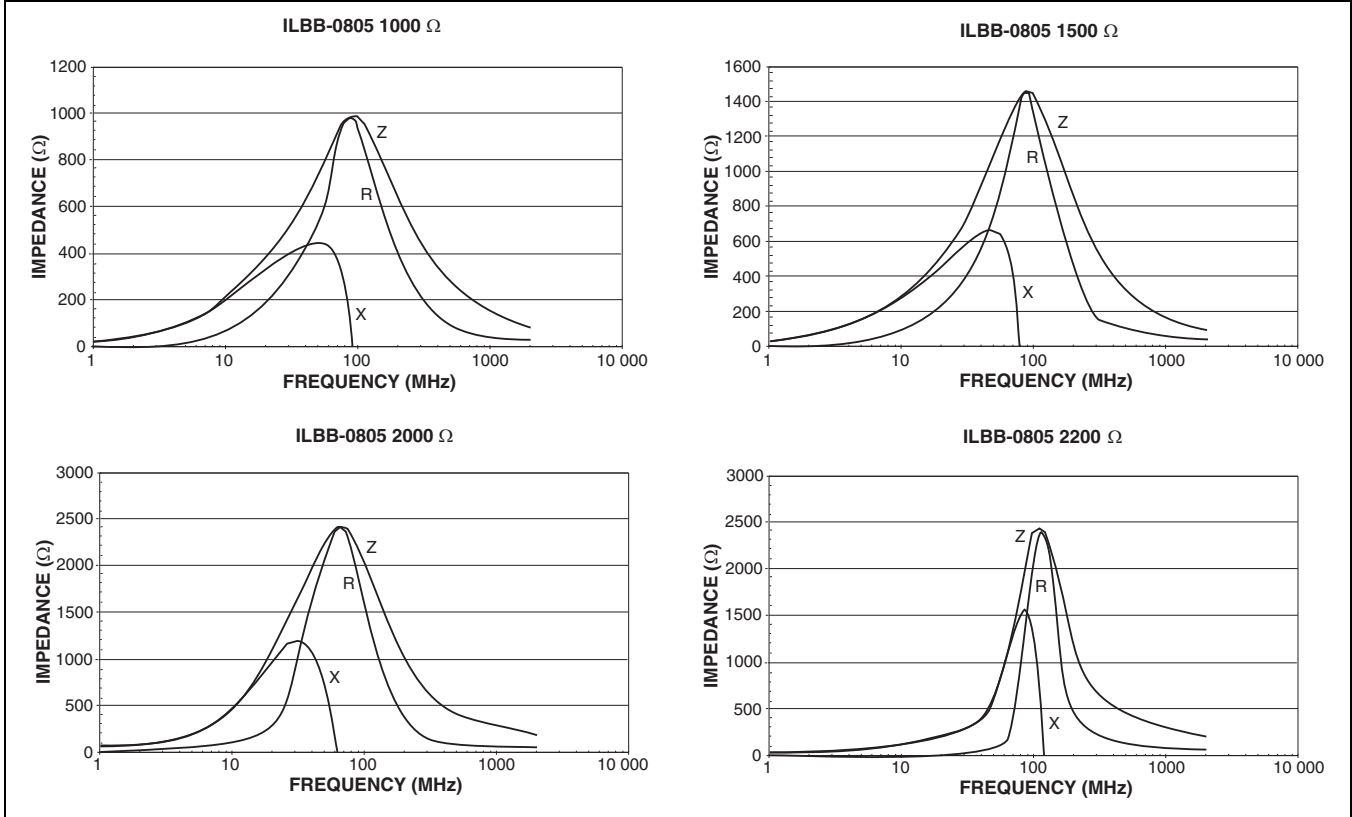 ILBB-0805 1000 Ω
IMPEDANCE (Ω)
1200
1000
800
600
400
200
0
Z
R
X
1
10
100
1000
10 000
FREQUENCY (MHz)
ILBB-0805 1500 Ω
IMPEDANCE (Ω)
1600
1400
1200
1000
800
600
400
200
0
Z
R
X
1
10
100
1000
10 000
FREQUENCY (MHz)
ILBB-0805 2000 Ω
IMPEDANCE (Ω)
3000
2500
2000
1500
1000
500
0
Z
R
X
1
10
100
1000
10 000
FREQUENCY (MHz)
ILBB-0805 2200 Ω
IMPEDANCE (Ω)
3000
2500
2000
1500
1000
500
0
Z
R
X
1
10
100
1000
10 000
FREQUENCY (MHz)